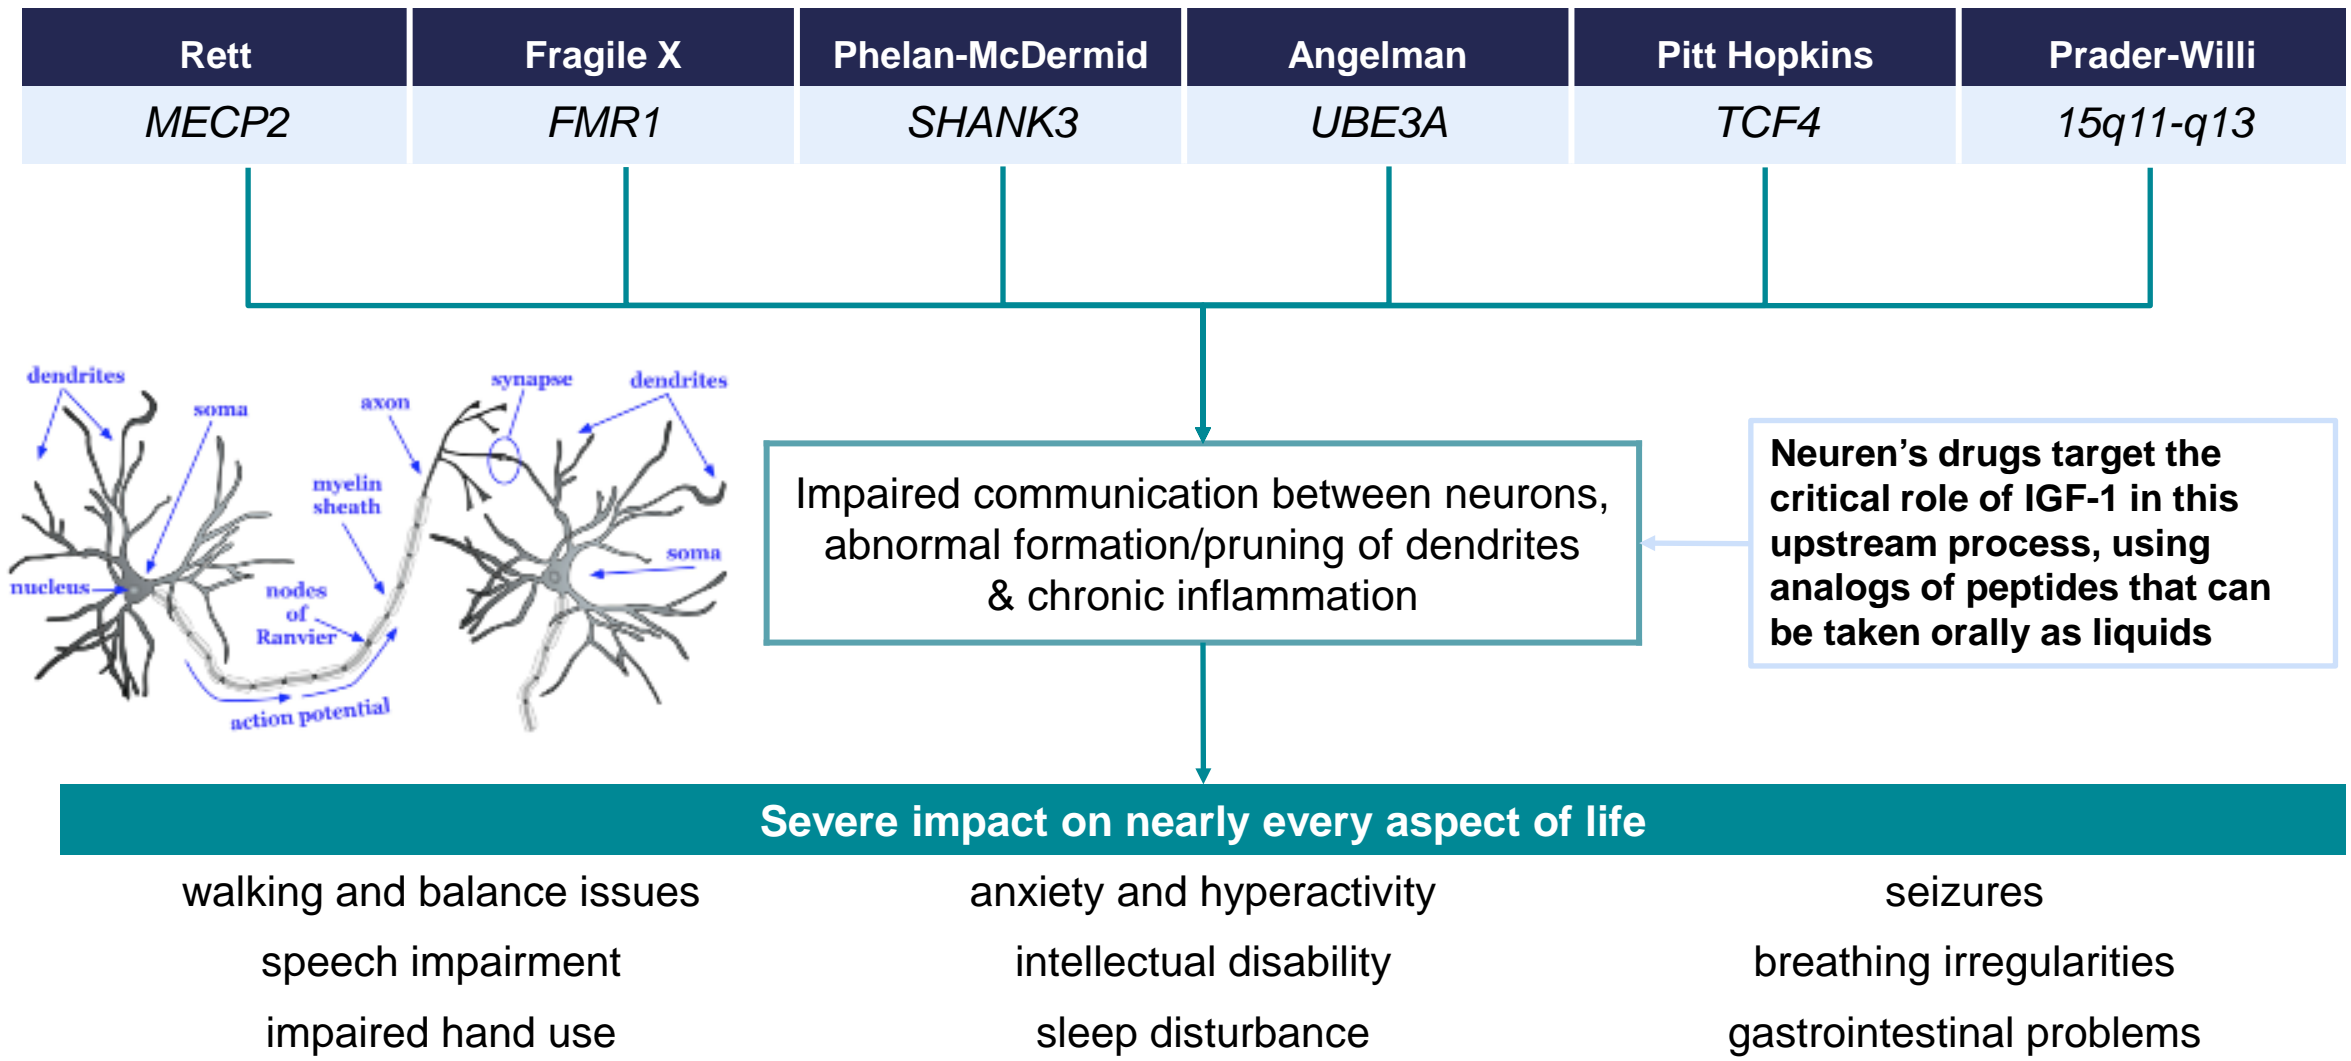 Rett
Fragile X
Phelan-McDermid
Angelman
Pitt Hopkins
Prader-Willi
MECP2
FMR1
SHANK3
UBE3A
TCF4
15q11-q13
dendrites
soma
axon
synapse
dendrites
myelin
sheath
soma
nucleus
nodes
of
Ranvier
action potential
Impaired communication between neurons,
abnormal formation/pruning of dendrites
& chronic inflammation
Neuren’s drugs target the
critical role of IGF-1 in this
upstream process, using
analogs of peptides that can
be taken orally as liquids
Severe impact on nearly every aspect of life
walking and balance issues
anxiety and hyperactivity
seizures
speech impairment
intellectual disability
breathing irregularities
impaired hand use
sleep disturbance
gastrointestinal problems